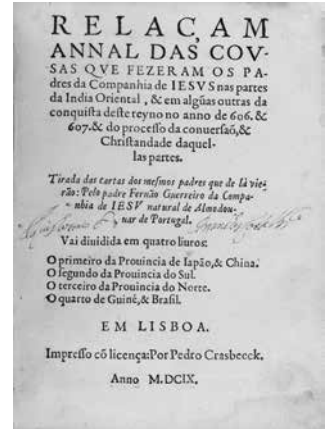 RELAÇAM
ANNAL DAS COV-
SAS QVE FEZERAM OS PA-
dres da Companhia de IESVS nas partes
da India Oriental, & em algũas outras da
conquista deste reyno no anno de 606. &
607. & do processo da conuersaõ, &
Christandade daquel-
las partes.
Tirada das cartas dos mesmos padres que de lá vie-
rão: Pelo padre Fernão Guerreiro da Compa-
nhia de IESV natural de Almodou-
uar de Portugal.
Vai diuidida em quatro liuros:
O primeiro da Prouincia de Iapão, & China.
O segundo da Prouincia do Sul.
O terceiro da Prouincia do Norte.
O quarto de Guiné, & Brasil.
EM LISBOA.
Impresso cõ licença: Por Pedro Crasbeeck.
Anno M.DCIX.